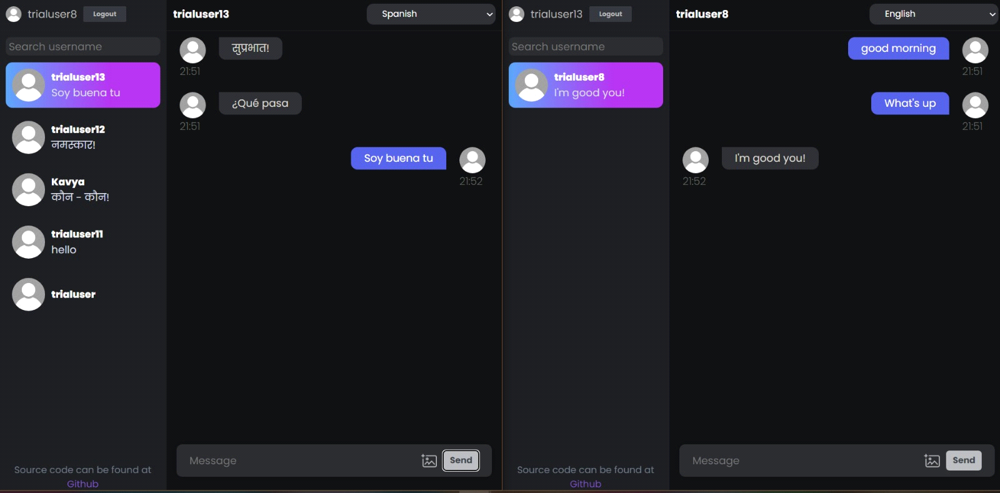 trialuser8
Logout
Search username
trialuser13
Soy buena tu
trialuser12
नमस्कार!
Kavya
कौन - कौन!
trialuser11
hello
trialuser
Source code can be found at
Github
trialuser13
Spanish
सुप्रभात!
21:51
¿Qué pasa
21:51
Soy buena tu
21:52
Message
Send
trialuser13
Logout
Search username
trialuser8
I'm good you!
Source code can be found at
Github
trialuser8
English
good morning
21:51
What's up
21:51
I'm good you!
21:52
Message
Send